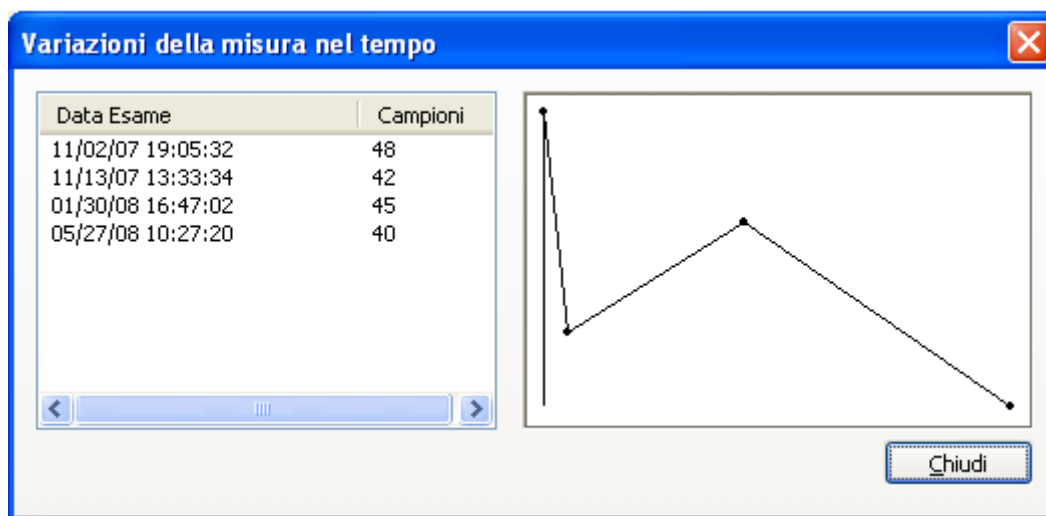 Variazioni della misura nel tempo
Data Esame Campioni
11/02/07 19:05:32 48
11/13/07 13:33:34 42
01/30/08 16:47:02 45
05/27/08 10:27:20 40
Chiudi